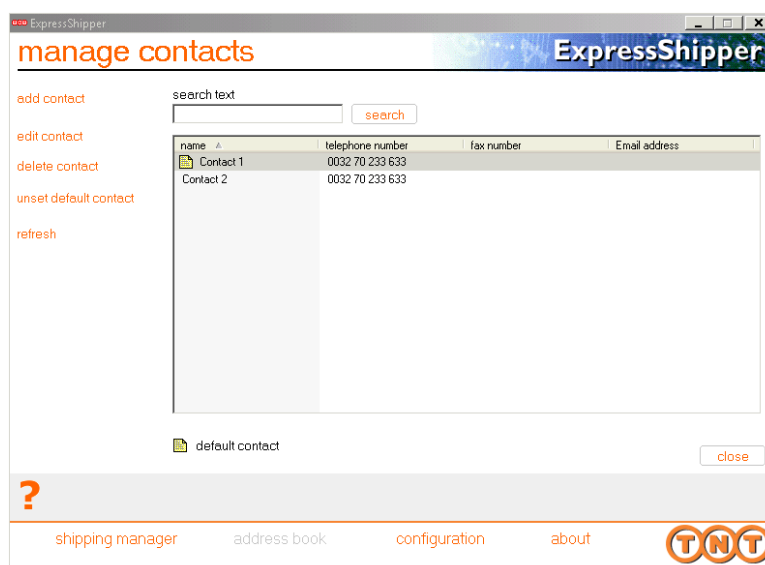 ExpressShipper
manage contacts
ExpressShipper
add contact
edit contact
delete contact
unset default contact
refresh
search text
search
name telephone number fax number Email address
Contact 1 0032 70 233 633
Contact 2 0032 70 233 633
default contact
close
?
shipping manager address book configuration about
TNT